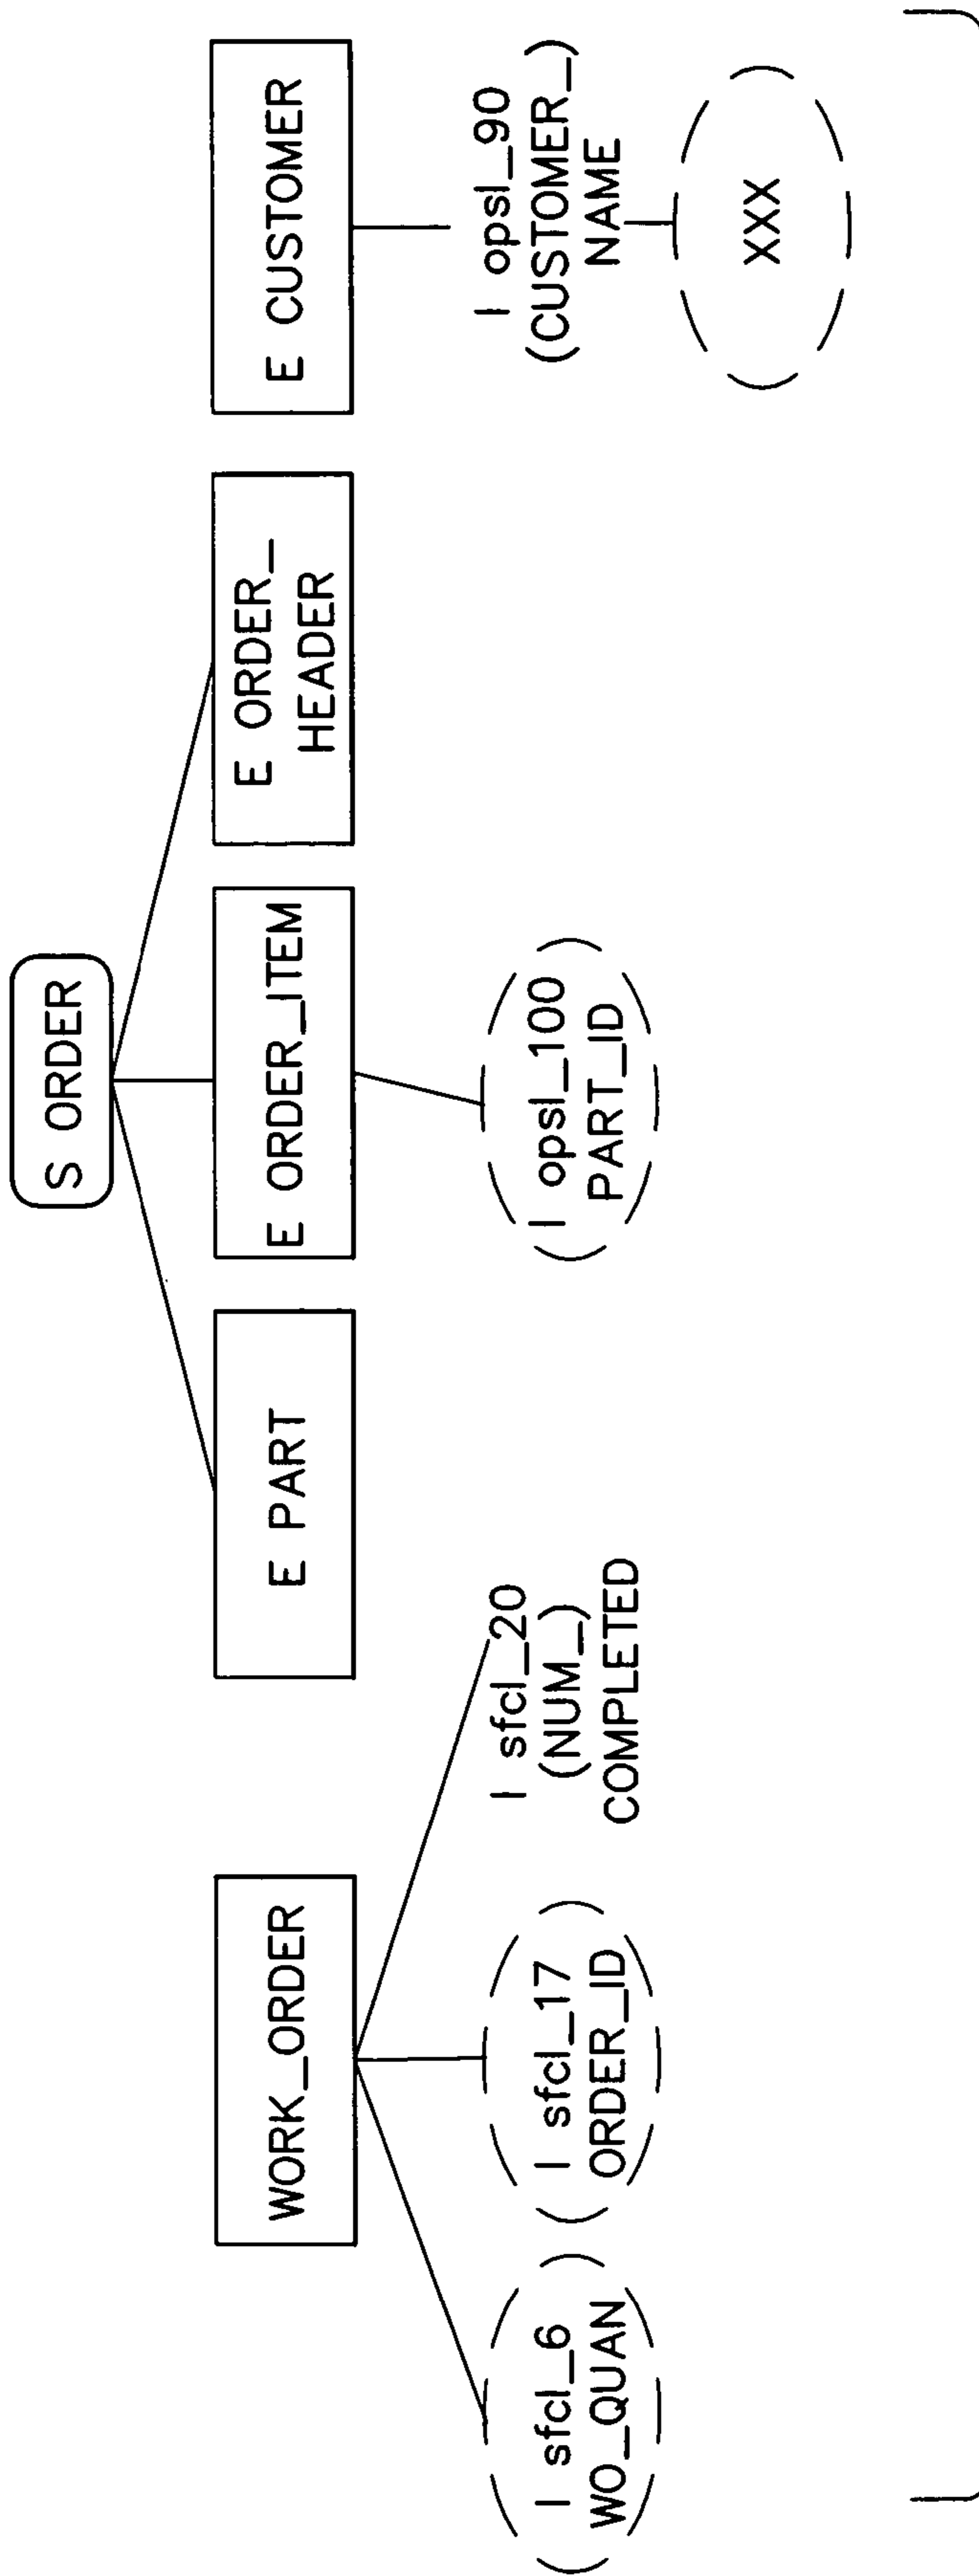 S ORDER
WORK_ORDER
E PART
E ORDER_ITEM
E ORDER_
HEADER
E CUSTOMER
I sfcl_6
WO_QUAN
I sfcl_17
ORDER_ID
I sfcl_20
(NUM_)
COMPLETED
I opsl_100
PART_ID
I opsl_90
(CUSTOMER_)
NAME
XXX